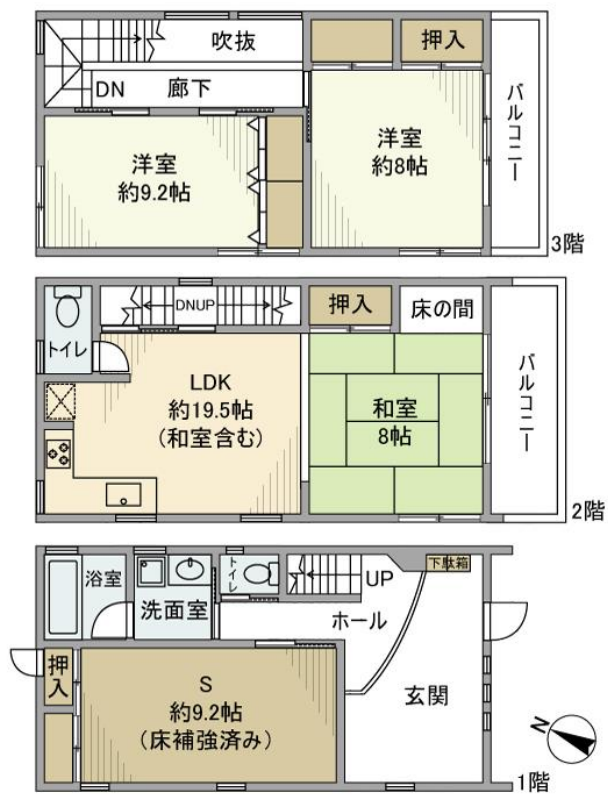 吹抜
押入
DN
廊下
洋室
約9.2帖
洋室
約8帖
バルコニー
3階
トイレ
DNUP
押入
床の間
LDK
約19.5帖
(和室含む)
和室
8帖
バルコニー
2階
浴室
洗面室
トイレ
UP
下駄箱
ホール
押入
S
約9.2帖
(床補強済み)
玄関
N
1階